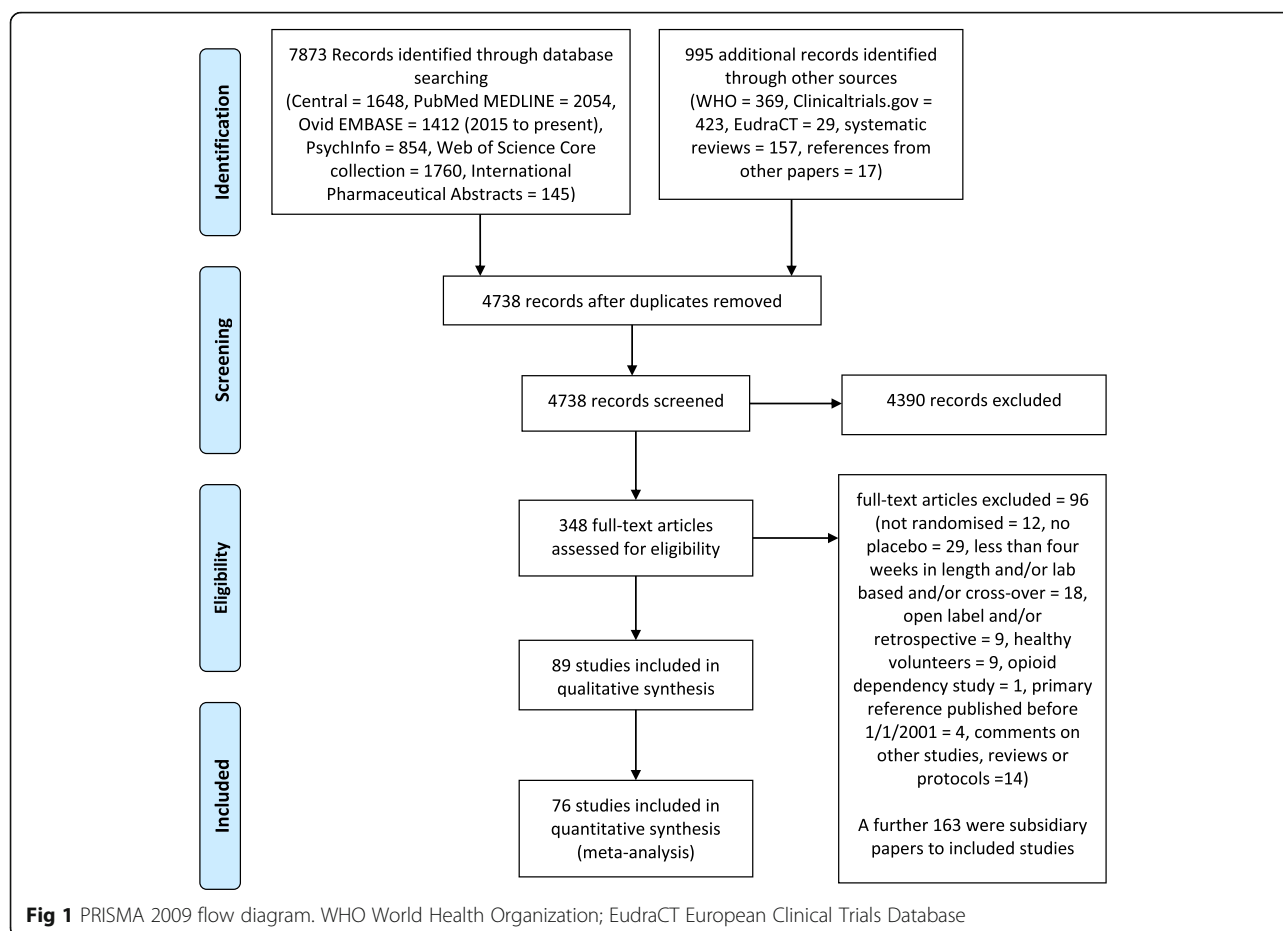 Identification
7873 Records identified through database
searching
(Central = 1648, PubMed MEDLINE = 2054,
Ovid EMBASE = 1412 (2015 to present),
PsychInfo = 854, Web of Science Core
collection = 1760, International
Pharmaceutical Abstracts = 145)
995 additional records identified
through other sources
(WHO = 369, Clinicaltrials.gov =
423, EudraCT = 29, systematic
reviews = 157, references from
other papers = 17)
Screening
4738 records after duplicates removed
4738 records screened
4390 records excluded
Eligibility
348 full-text articles
assessed for eligibility
full-text articles excluded = 96
(not randomised = 12, no
placebo = 29, less than four
weeks in length and/or lab
based and/or cross-over = 18,
open label and/or
retrospective = 9, healthy
volunteers = 9, opioid
dependency study = 1, primary
reference published before
1/1/2001 = 4, comments on
other studies, reviews or
protocols =14)
A further 163 were subsidiary
papers to included studies
89 studies included in
qualitative synthesis
Included
76 studies included in
quantitative synthesis
(meta-analysis)
Fig 1 PRISMA 2009 flow diagram. WHO World Health Organization; EudraCT European Clinical Trials Database